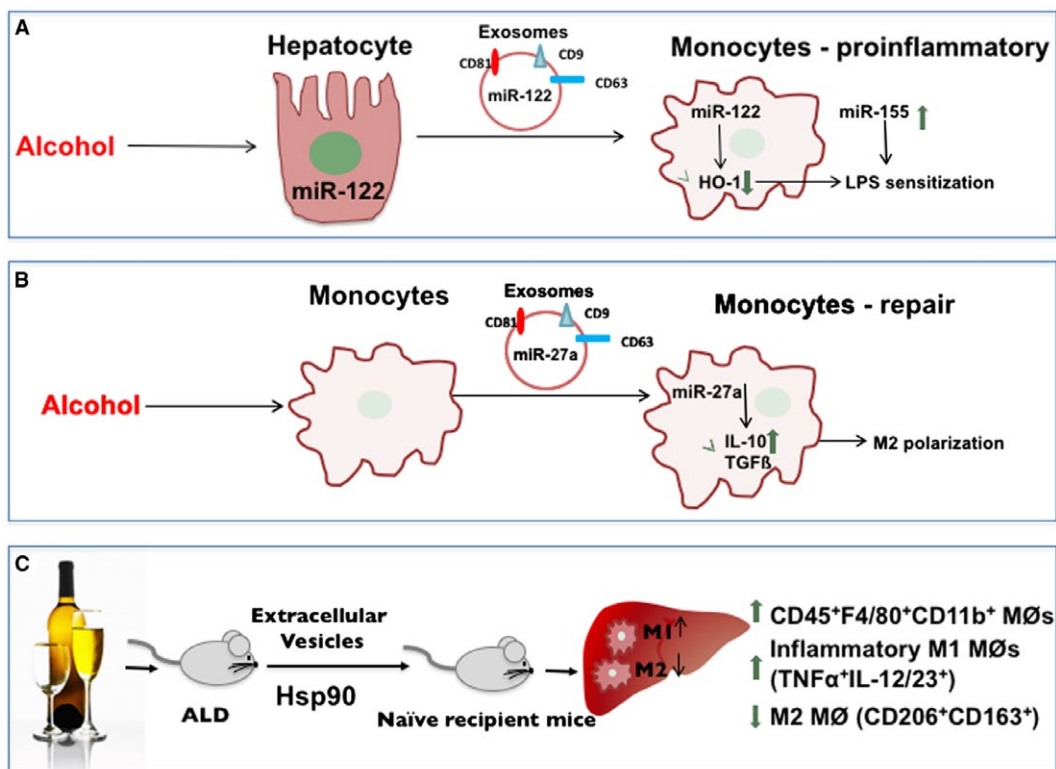 A
Hepatocyte
Exosomes
Monocytes - proinflammatory
CD81
CD9
CD63
miR-122
miR-122
miR-155
Alcohol
miR-122
HO-1
LPS sensitization
B
Monocytes
Exosomes
Monocytes - repair
CD81
CD9
CD63
miR-27a
miR-27a
Alcohol
IL-10
TGFß
M2 polarization
C
Extracellular
Vesicles
Hsp90
ALD
Naïve recipient mice
M1
M2
CD45⁺F4/80⁺CD11b⁺ MØs
Inflammatory M1 MØs
(TNFα⁺IL-12/23⁺)
M2 MØ (CD206⁺CD163⁺)